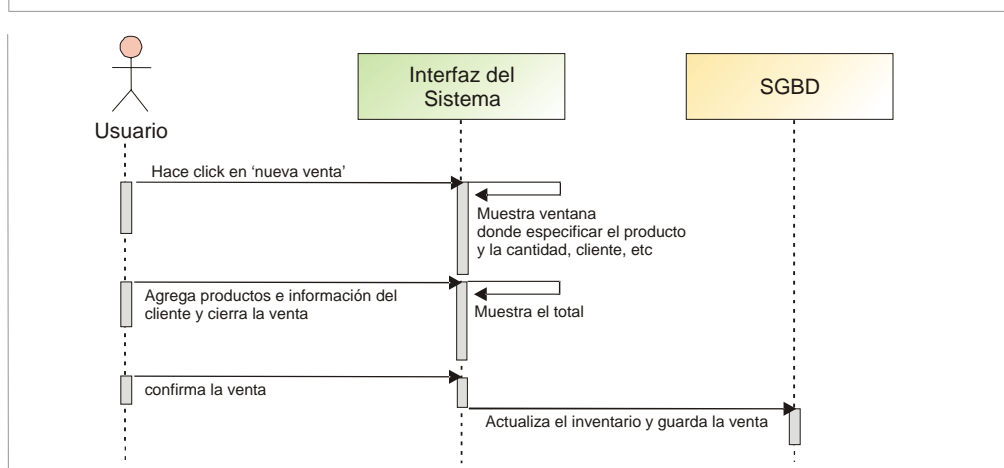 Interfaz del
Sistema
SGBD
Usuario
Hace click en ‘nueva venta’
Muestra ventana
donde especificar el producto
y la cantidad, cliente, etc
Agrega productos e información del
cliente y cierra la venta
Muestra el total
confirma la venta
Actualiza el inventario y guarda la venta